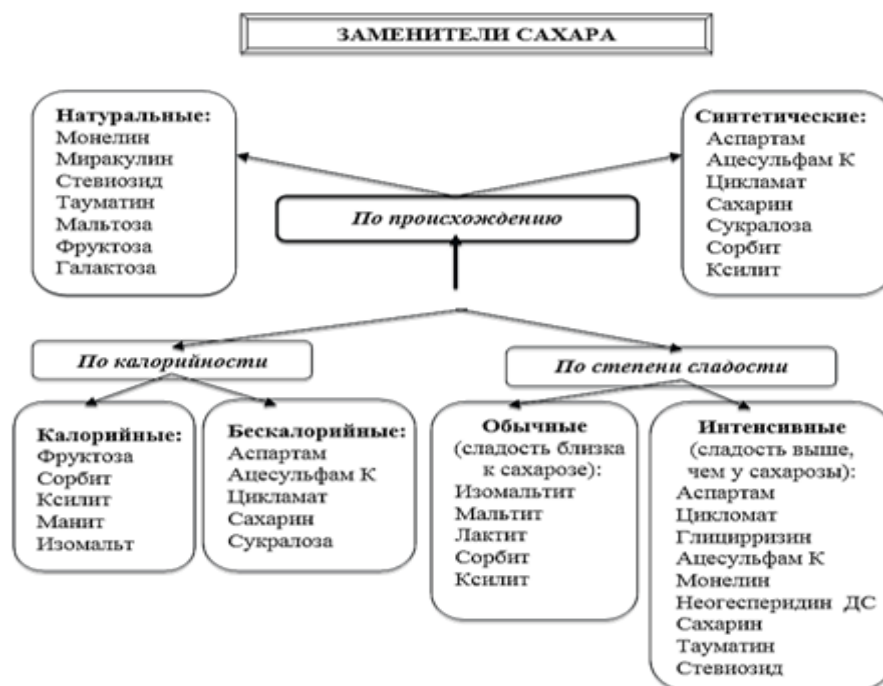 ЗАМЕНИТЕЛИ САХАРА
Натуральные:
Монелин
Миракулин
Стевиозид
Тауматин
Мальтоза
Фруктоза
Галактоза
По происхождению
Синтетические:
Аспартам
Ацесульфам К
Цикламат
Сахарин
Сукралоза
Сорбит
Ксилит
По калорийности
По степени сладости
Калорийные:
Фруктоза
Сорбит
Ксилит
Манит
Изомальт
Бескалорийные:
Аспартам
Ацесульфам К
Цикламат
Сахарин
Сукралоза
Обычные
(сладость близка
к сахарозе):
Изомальтит
Мальтит
Лактит
Сорбит
Ксилит
Интенсивные
(сладость выше,
чем у сахарозы):
Аспартам
Цикломат
Глицирризин
Ацесульфам К
Монелин
Неогесперидин ДС
Сахарин
Тауматин
Стевиозид